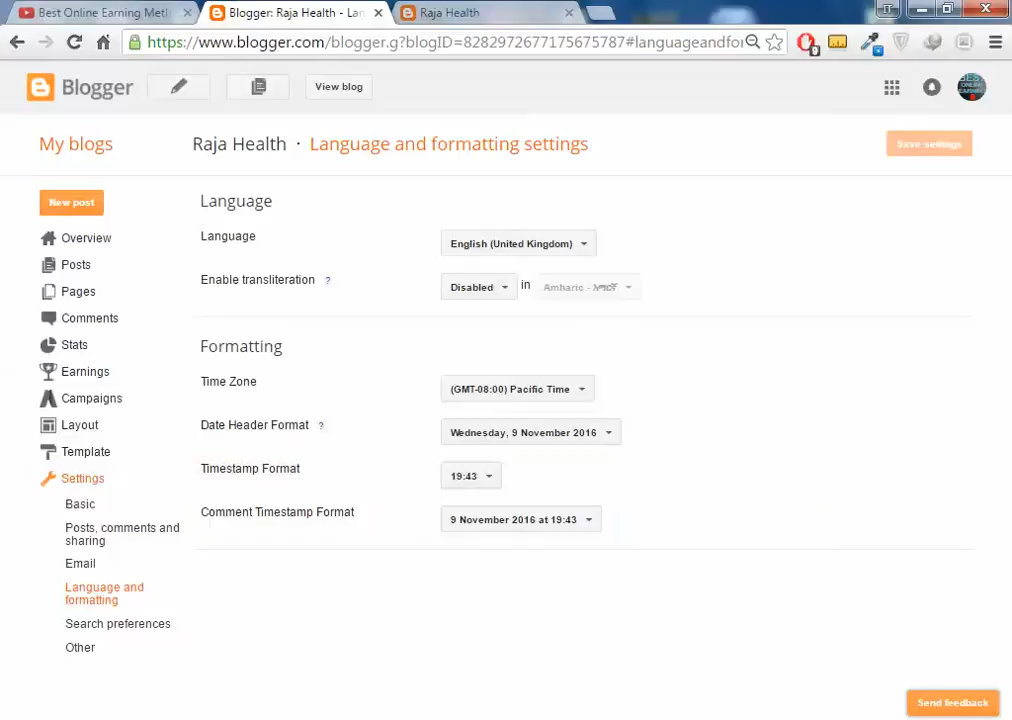 Best Online Earning Metl
Blogger: Raja Health - Lan
Raja Health
https://www.blogger.com/blogger.g?blogID=8282972677175675787#languageandfor
9
Blogger
View blog
My blogs
Raja Health · Language and formatting settings
Save settings
New post
Overview
Posts
Pages
Comments
Stats
Earnings
Campaigns
Layout
Template
Settings
Basic
Posts, comments and
sharing
Email
Language and
formatting
Search preferences
Other
Language
Language
English (United Kingdom)
Enable transliteration ?
Disabled in Amharic - አማርኛ
Formatting
Time Zone
(GMT-08:00) Pacific Time
Date Header Format ?
Wednesday, 9 November 2016
Timestamp Format
19:43
Comment Timestamp Format
9 November 2016 at 19:43
Send feedback